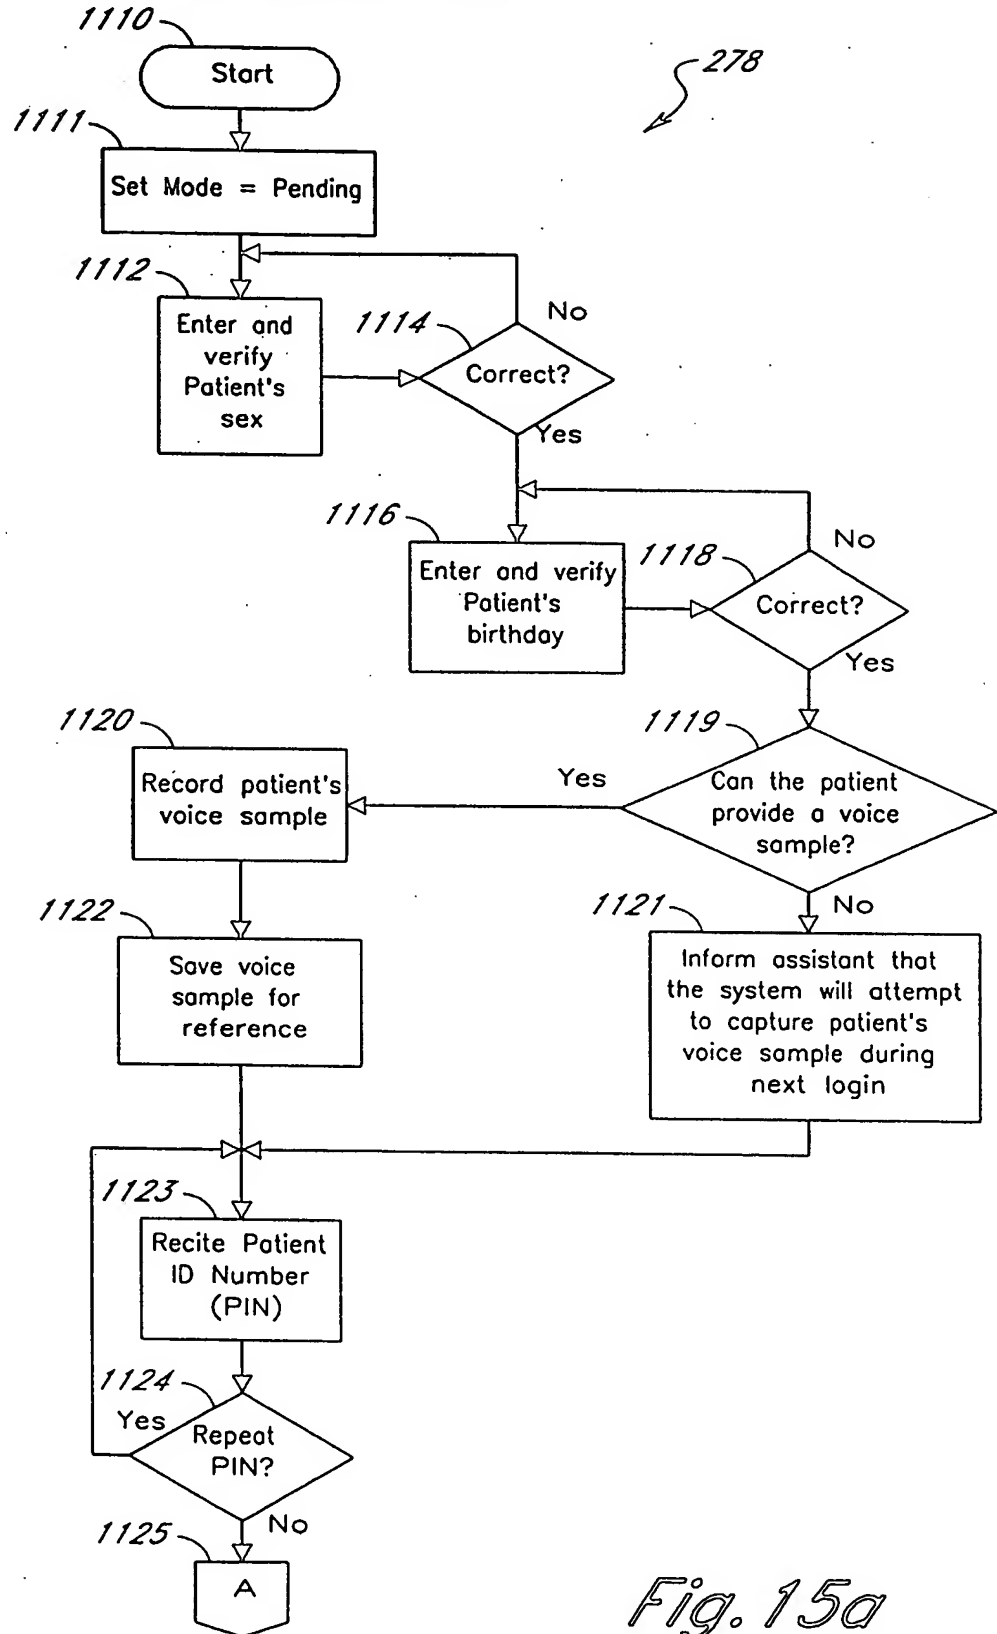 1110
Start
278
1111
Set Mode = Pending
1112
Enter and
verify
Patient's
sex
1114
Correct?
No
Yes
1116
Enter and verify
Patient's
birthday
1118
Correct?
No
Yes
1119
Can the patient
provide a voice
sample?
Yes
No
1120
Record patient's
voice sample
1122
Save voice
sample for
reference
1121
Inform assistant that
the system will attempt
to capture patient's
voice sample during
next login
1123
Recite Patient
ID Number
(PIN)
1124
Yes
Repeat
PIN?
No
1125
A
Fig. 15a